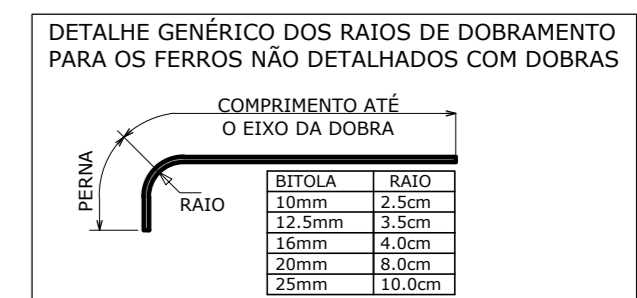 DETALHE GENÉRICO DOS RAIOS DE DOBRAMENTO
PARA OS FERROS NÃO DETALHADOS COM DOBRAS
COMPRIMENTO ATÉ
O EIXO DA DOBRA
PERNA
RAIO
BITOLA RAIO
10mm 2.5cm
12.5mm 3.5cm
16mm 4.0cm
20mm 8.0cm
25mm 10.0cm